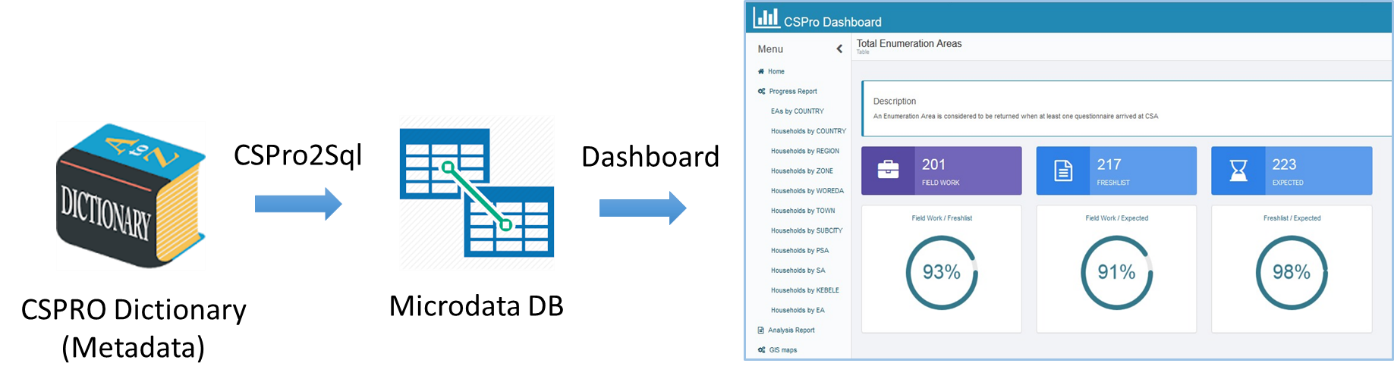 A
to
Z
DICTIONARY
CSPRO Dictionary
(Metadata)
CSPro2Sql
Microdata DB
Dashboard
CSPro Dashboard
Menu
Home
Progress Report
EAs by COUNTRY
Households by COUNTRY
Households by REGION
Households by ZONE
Households by WOREDA
Households by TOWN
Households by SUBCITY
Households by PSA
Households by SA
Households by KEBELE
Households by EA
Analysis Report
GIS maps
Total Enumeration Areas
Table
Description
An Enumeration Area is considered to be returned when at least one questionnaire arrived at CSA
201
FIELD WORK
217
FRESHLIST
223
EXPECTED
Field Work / Freshlist
93%
Field Work / Expected
91%
Freshlist / Expected
98%